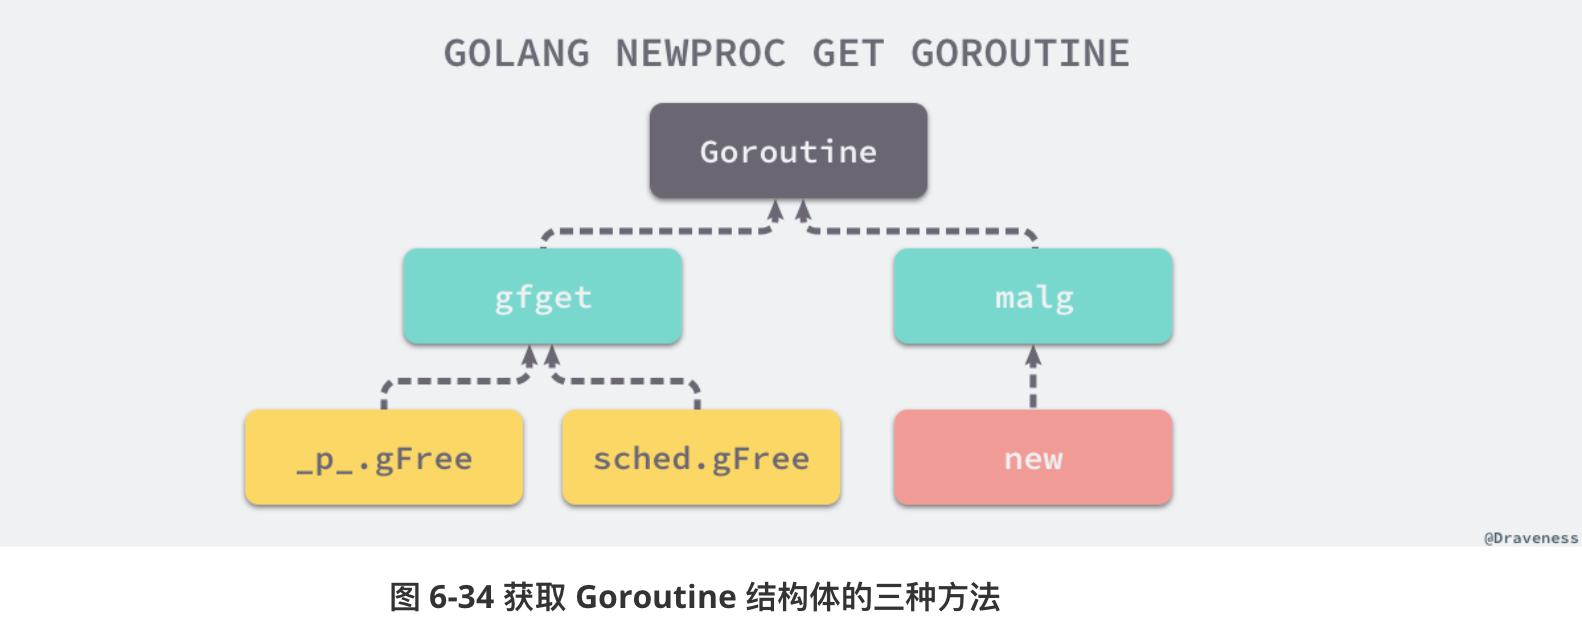 GOLANG NEWPROC GET GOROUTINE
Goroutine
gfget
malg
_p_.gFree
sched.gFree
new
@Draveness
图 6-34 获取 Goroutine 结构体的三种方法